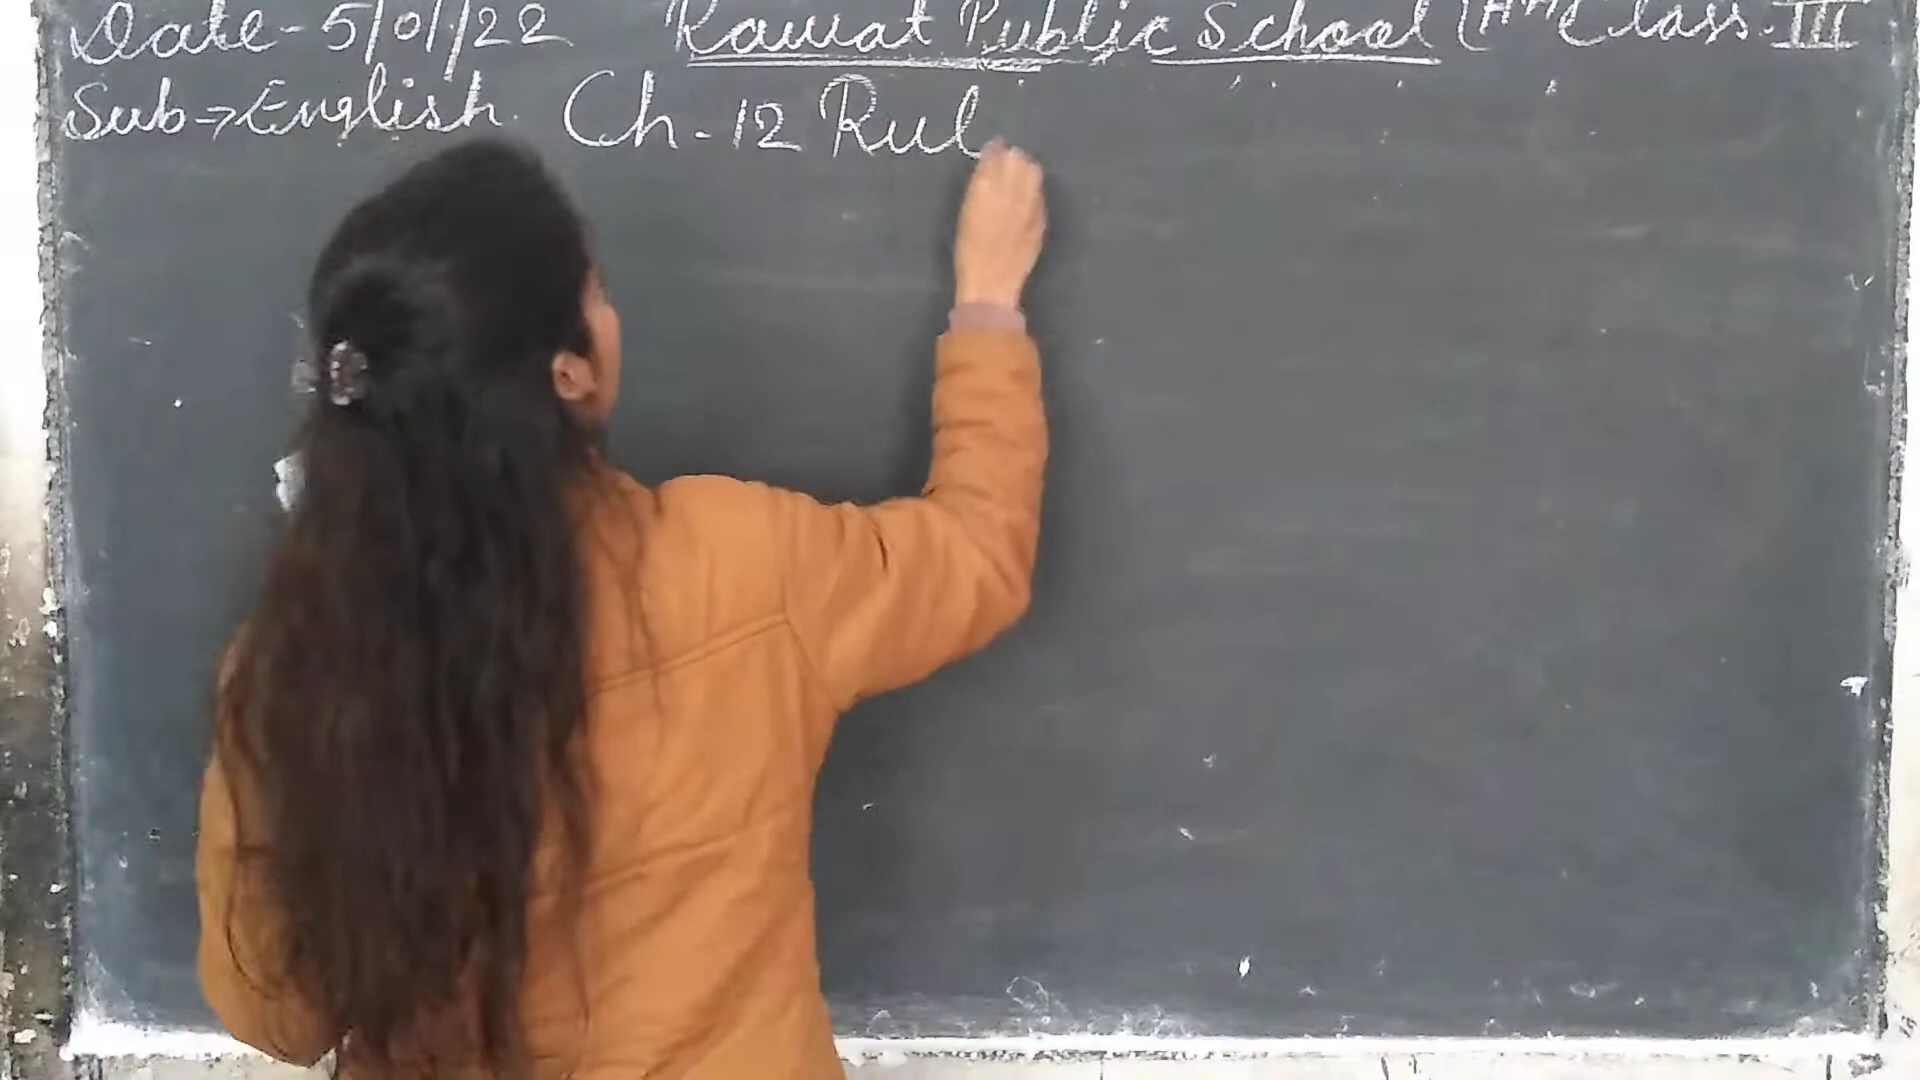 Date - 5/01/22 Rawat Public School Class. III
Sub→English. Ch - 12 Rul